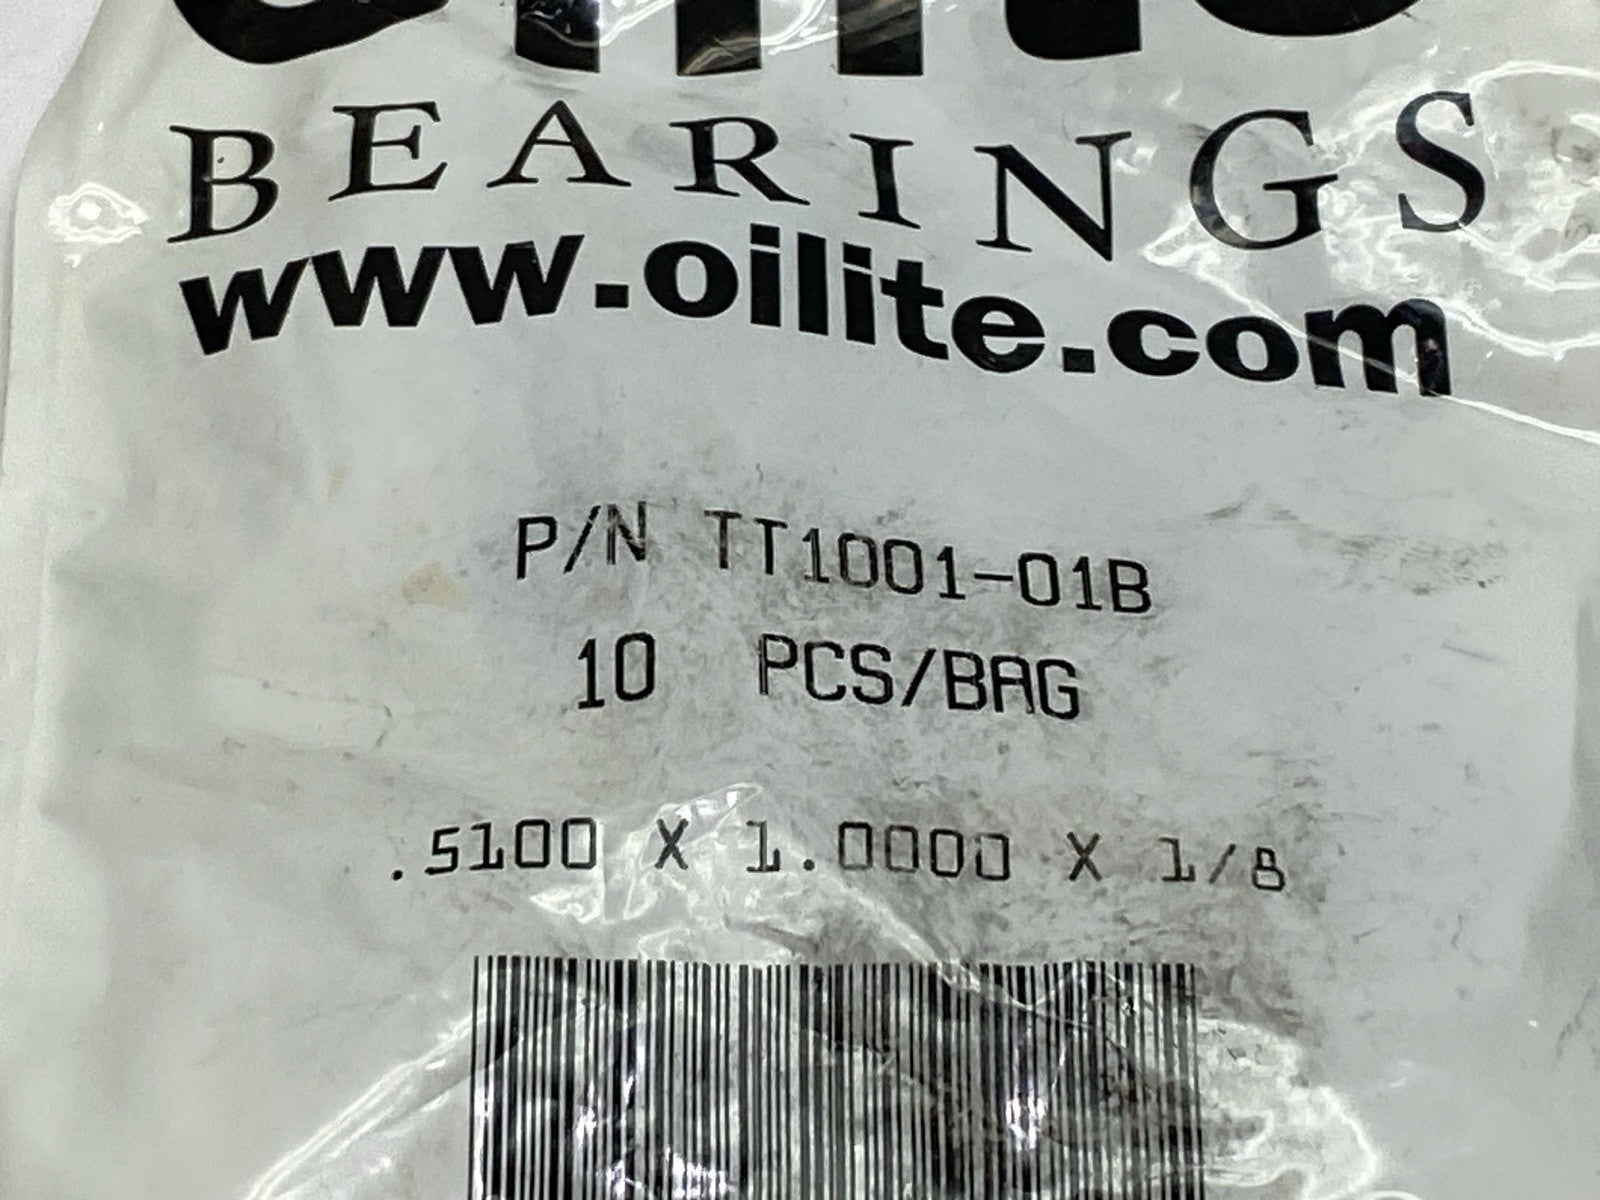 BEARINGS
www.oilite.com
P/N TT1001-01B
10 PCS/BAG
.5100 X 1.0000 X 1/8